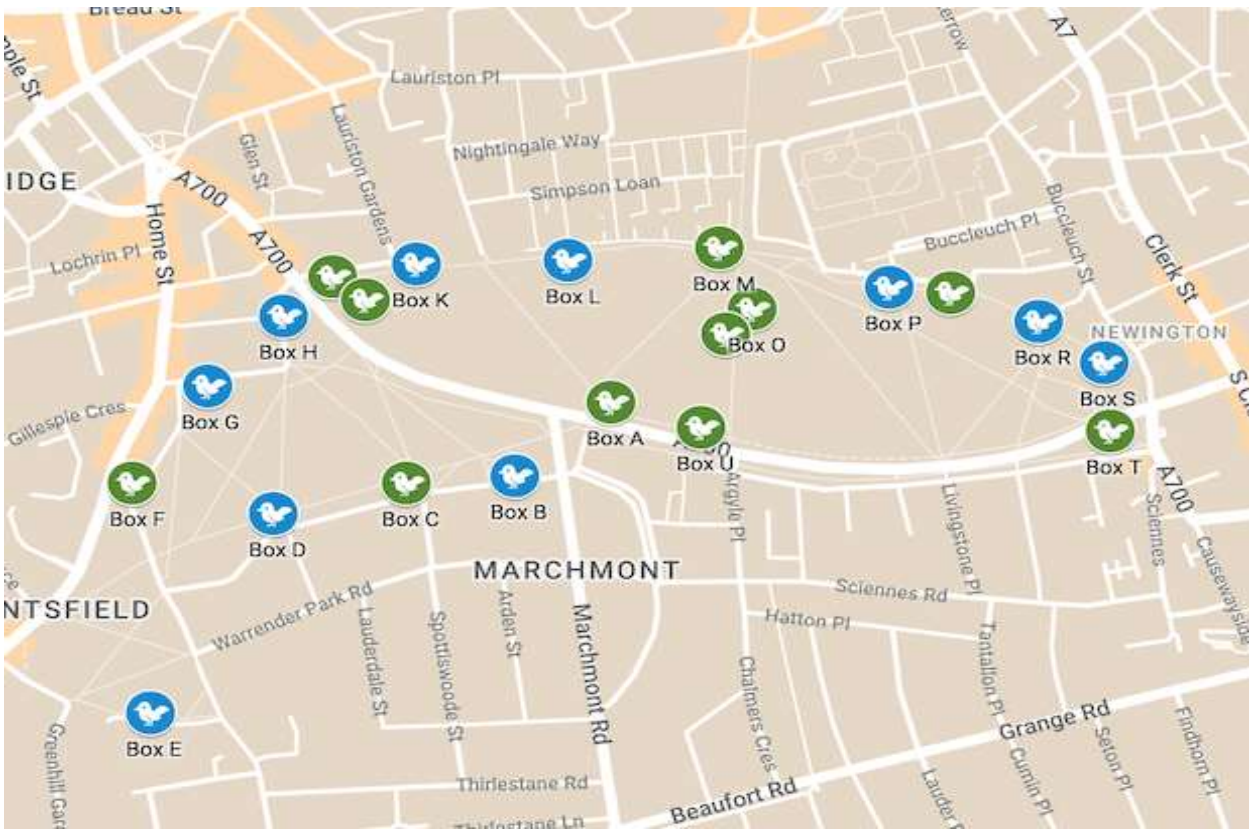 Bread St
A7
Lauriston Pl
Glen St
Lauriston Gardens
Nightingale Way
Simpson Loan
IDGE
A700
Home St
A700
Lochrin Pl
Buccleuch Pl
Buccleuch St
Clerk St
Box K
Box L
Box M
Box P
Box H
Box O
Box R
NEWINGTON
Box S
Gillespie Cres
Box G
Box A
Box U
Box T
Box F
Box C
Box B
Box D
Argyle Pl
Livingstone Pl
A700
Sciennes
Causewayside
MARCHMONT
NTSFIELD
Warrender Park Rd
Lauderdale St
Spottiswoode St
Arden St
Marchmont Rd
Sciennes Rd
Hatton Pl
Tantallon Pl
Chalmers Cres
Grange Rd
Findhorn Pl
Seton Pl
Cumin Pl
Box E
Thirlestane Rd
Beaufort Rd
Thirlestane Ln